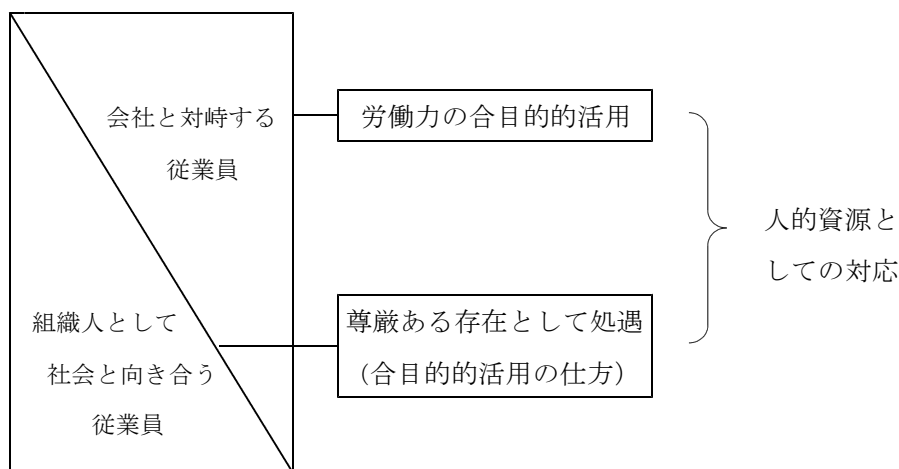 会社と対峙する
従業員
労働力の合目的的活用
人的資源と
しての対応
組織人として
社会と向き合う
従業員
尊厳ある存在として処遇
（合目的的活用の仕方）